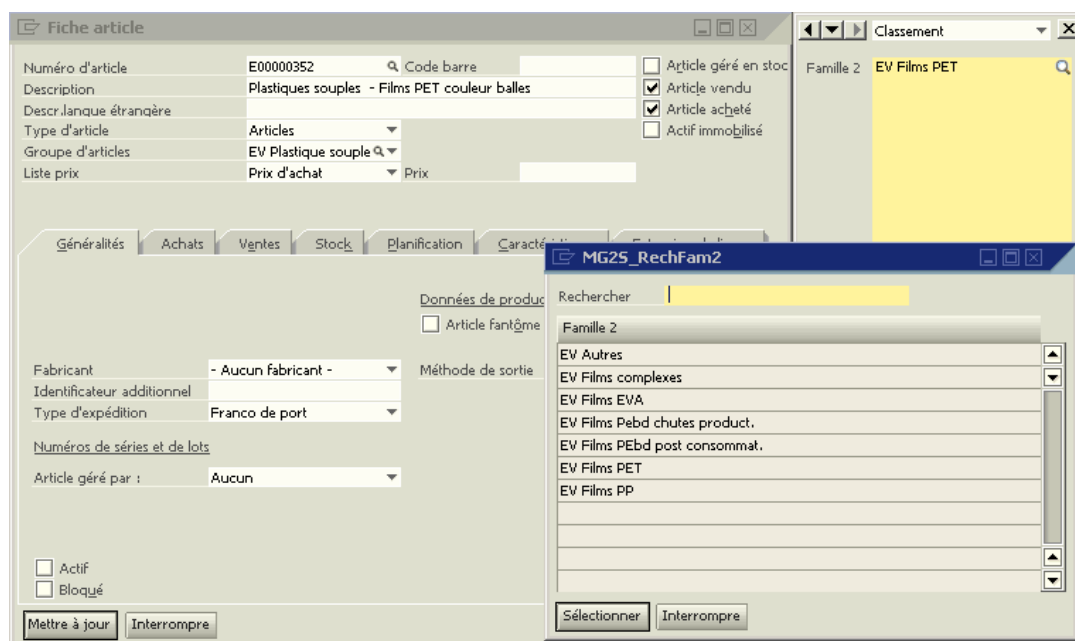 Fiche article
Classement
Numéro d'article E00000352 Code barre
Article géré en stoc
Famille 2 EV Films PET
Description Plastiques souples - Films PET couleur balles
Article vendu
Descr.langue étrangère
Article acheté
Type d'article Articles
Actif immobilisé
Groupe d'articles EV Plastique souple
Liste prix Prix d'achat Prix
Généralités Achats Ventes Stock Planification
MG2S_RechFam2
Données de produc
Rechercher
Article fantôme
Famille 2
EV Autres
Fabricant - Aucun fabricant - Méthode de sortie
EV Films complexes
Identificateur additionnel
EV Films EVA
Type d'expédition Franco de port
EV Films Pebd chutes product.
Numéros de séries et de lots
EV Films PEbd post consommat.
EV Films PET
Article géré par : Aucun
EV Films PP
Actif
Bloqué
Sélectionner Interrompre
Mettre à jour Interrompre